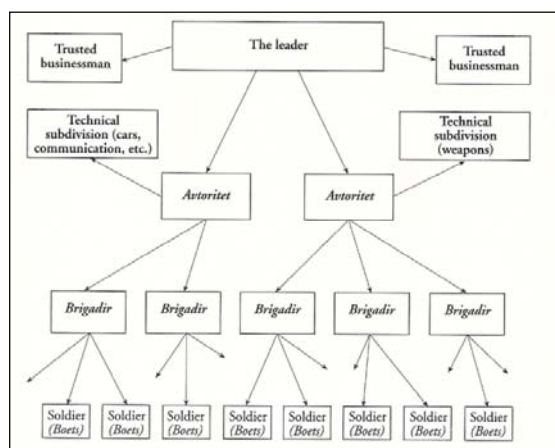 The leader
Trusted
businessman
Trusted
businessman
Technical
subdivision (cars,
communication, etc.)
Technical
subdivision
(weapons)
Avtoritet
Avtoritet
Brigadir
Brigadir
Brigadir
Brigadir
Brigadir
Soldier
(Boets)
Soldier
(Boets)
Soldier
(Boets)
Soldier
(Boets)
Soldier
(Boets)
Soldier
(Boets)
Soldier
(Boets)
Soldier
(Boets)